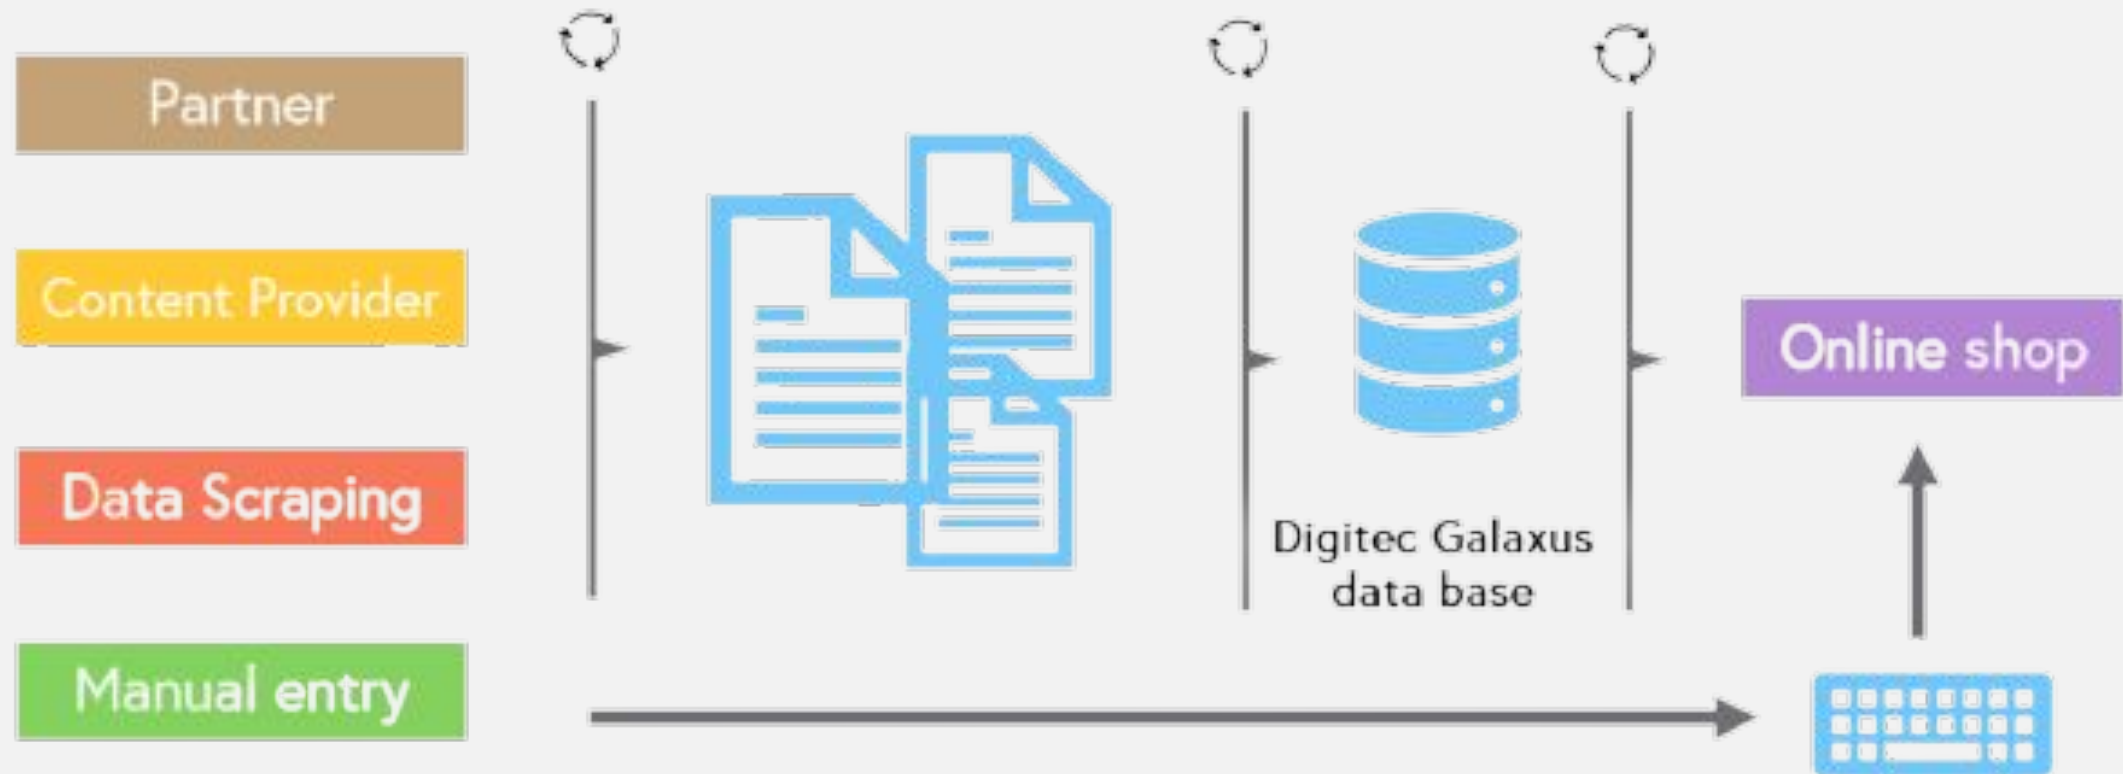 Partner
Content Provider
Data Scraping
Manual entry
Digitec Galaxus
data base
Online shop